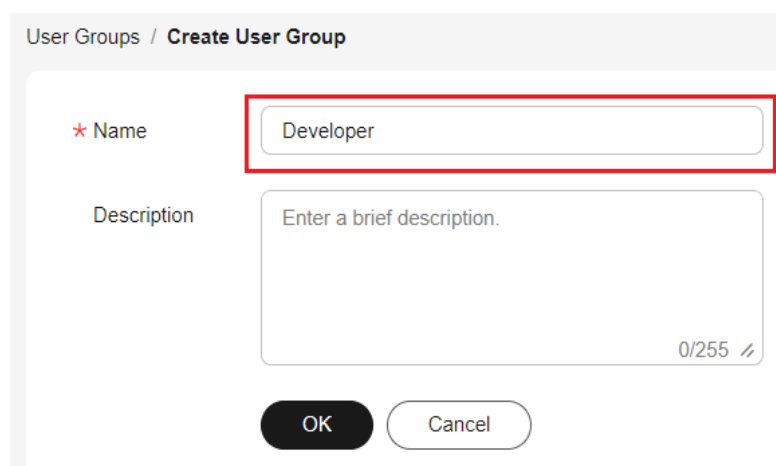 User Groups / Create User Group
* Name
Developer
Description
Enter a brief description.
0/255
OK
Cancel